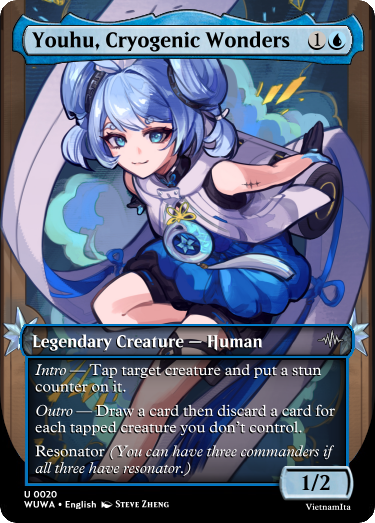 Youhu, Cryogenic Wonders 1
Legendary Creature — Human
Intro — Tap target creature and put a stun
counter on it.
Outro — Draw a card then discard a card for
each tapped creature you don't control.
Resonator (You can have three commanders if
all three have resonator.)
1/2
U 0020
WUWA • English Steve Zheng
VietnamIta